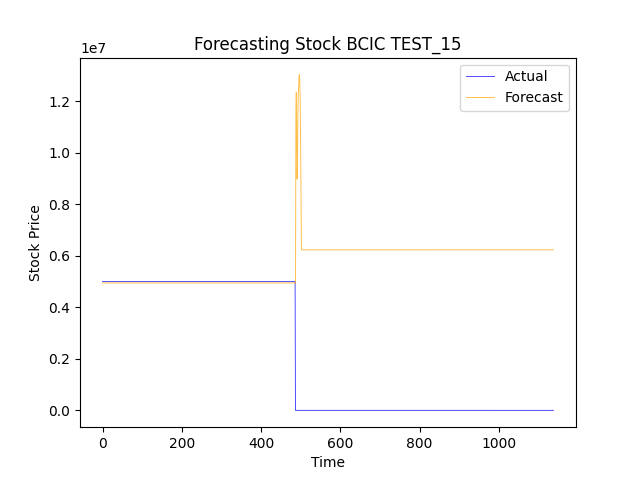 Forecasting Stock BCIC TEST_15
1e7
Actual
Forecast
1.2
1.0
0.8
0.6
0.4
0.2
0.0
Stock Price
0 200 400 600 800 1000
Time